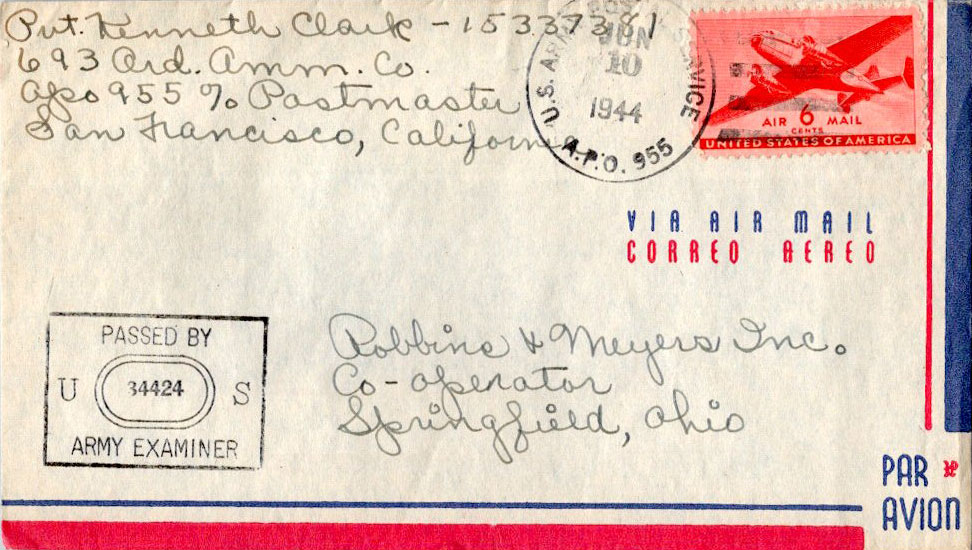 Pvt. Kenneth Clark - 15337381
693 Ord. Amm. Co.
Apo 955 % Postmaster
San Francisco, California
U.S. ARMY POSTAL SERVICE
JUN
10
1944
A.P.O. 955
AIR 6 MAIL
CENTS
UNITED STATES OF AMERICA
VIA AIR MAIL
CORREO AEREO
PASSED BY
U 34424 S
ARMY EXAMINER
Robbins & Meyers Inc.
Co-operator
Springfield, Ohio
PAR
AVION